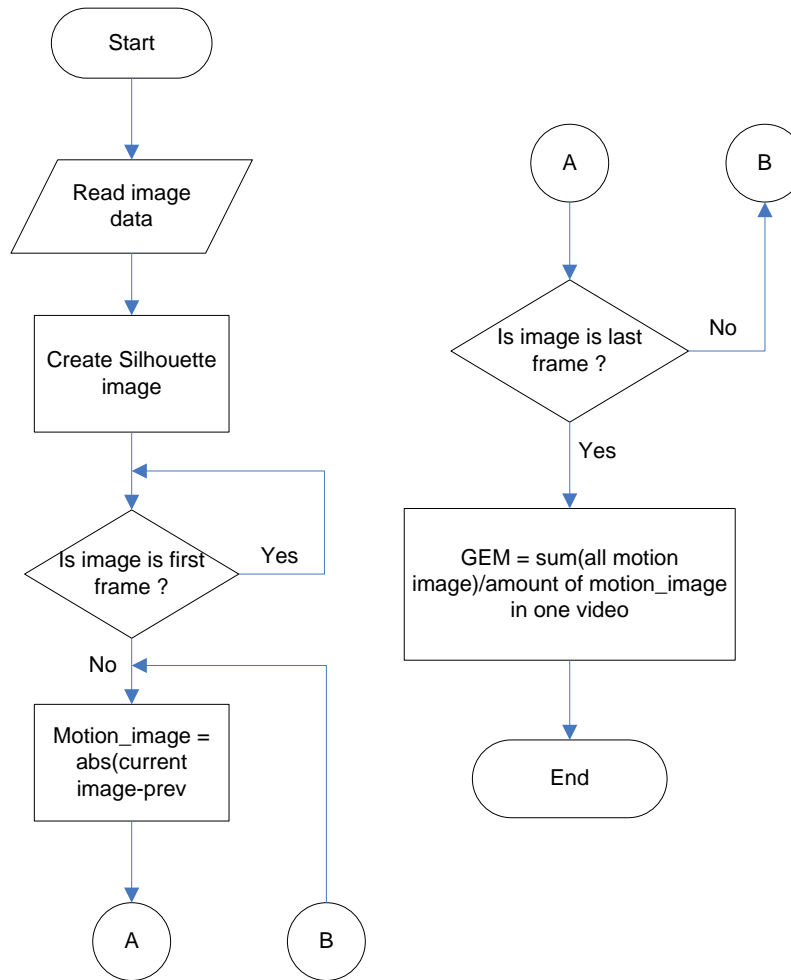 Start
Read image
data
Create Silhouette
image
Is image is first
frame ?
Yes
No
Motion_image =
abs(current
image-prev
A
B
A
B
Is image is last
frame ?
No
Yes
GEM = sum(all motion
image)/amount of motion_image
in one video
End